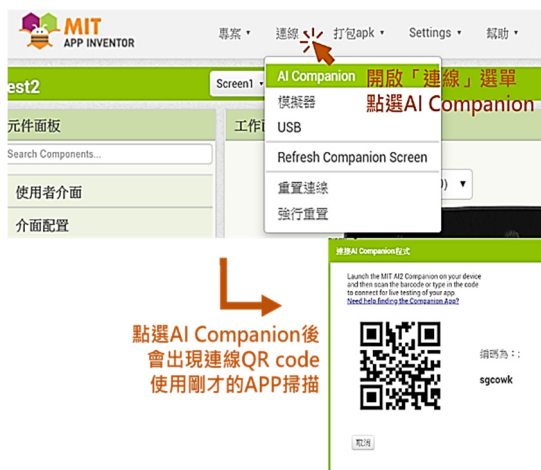 MIT
APP INVENTOR
專案
連線
打包apk
Settings
幫助
est2
Screen1
AI Companion
開啟「連線」選單
點選AI Companion
模擬器
USB
Refresh Companion Screen
重置連線
強行重置
元件面板
工作
Search Components...
使用者介面
介面配置
連接AI Companion程式
Launch the MIT AI2 Companion on your device
and then scan the barcode or type in the code
to connect for live testing of your app.
Need help finding the Companion App?
編碼為：:
sgcowk
取消
點選AI Companion後
會出現連線QR code
使用剛才的APP掃描